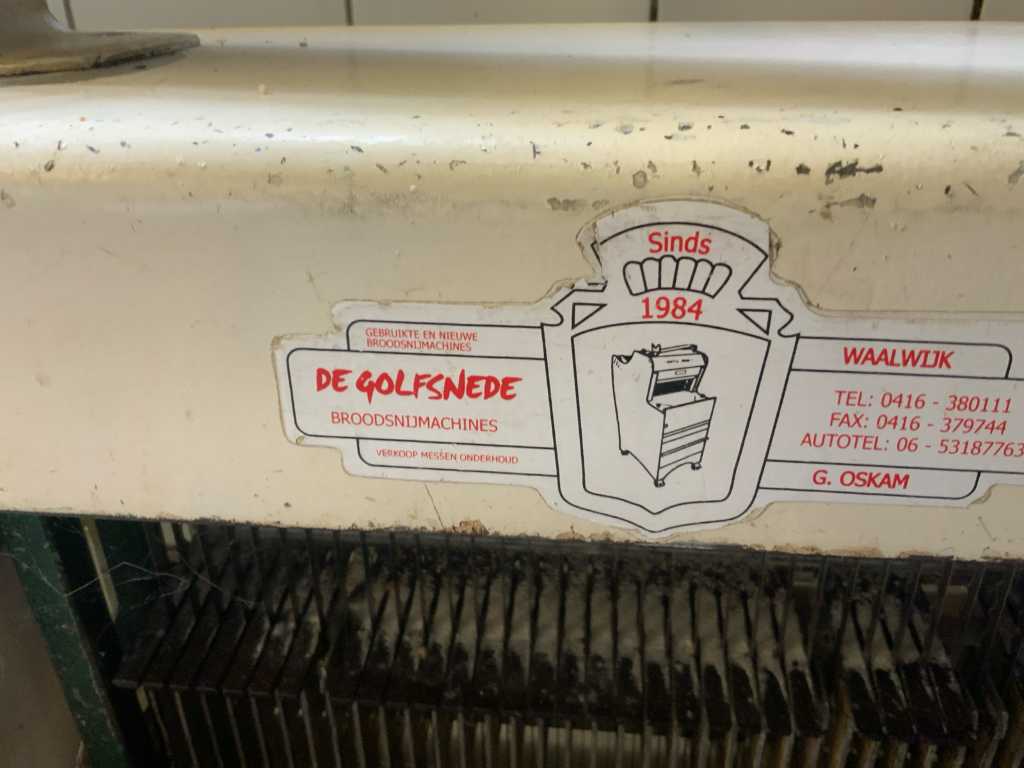 Sinds
1984
GEBRUIKTE EN NIEUWE
BROODSNIJMACHINES
DE GOLFSNEDE
BROODSNIJMACHINES
VERKOOP MESSEN ONDERHOUD
WAALWIJK
TEL: 0416 - 380111
FAX: 0416 - 379744
AUTOTEL: 06 - 53187763
G. OSKAM